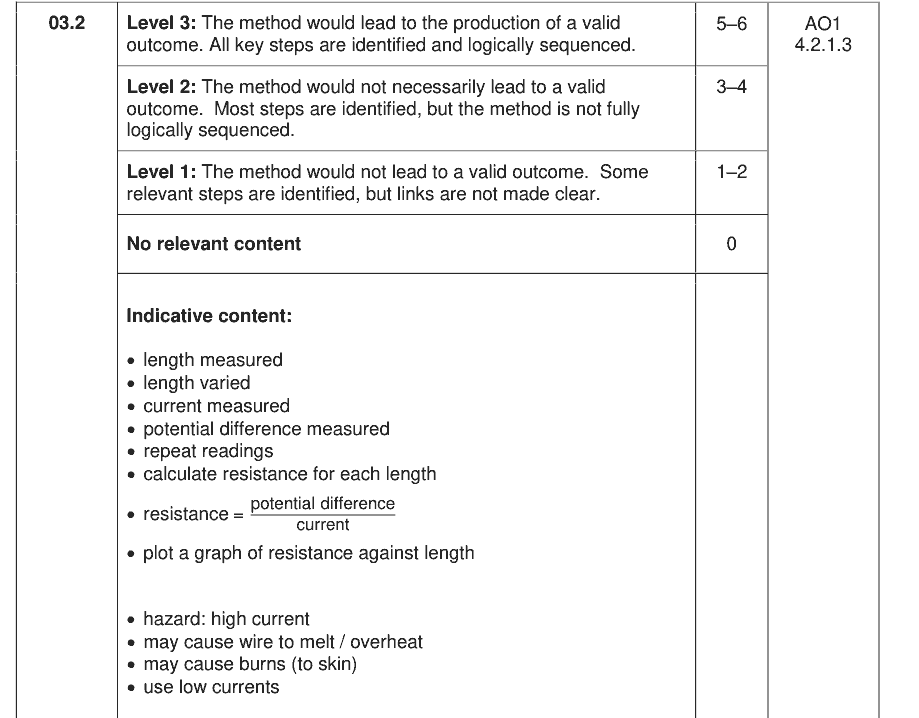 03.2
Level 3: The method would lead to the production of a valid
outcome. All key steps are identified and logically sequenced.
5–6
AO1
4.2.1.3
Level 2: The method would not necessarily lead to a valid
outcome. Most steps are identified, but the method is not fully
logically sequenced.
3–4
Level 1: The method would not lead to a valid outcome. Some
relevant steps are identified, but links are not made clear.
1–2
No relevant content
0
Indicative content:
• length measured
• length varied
• current measured
• potential difference measured
• repeat readings
• calculate resistance for each length
• resistance = potential difference
current
• plot a graph of resistance against length
• hazard: high current
• may cause wire to melt / overheat
• may cause burns (to skin)
• use low currents